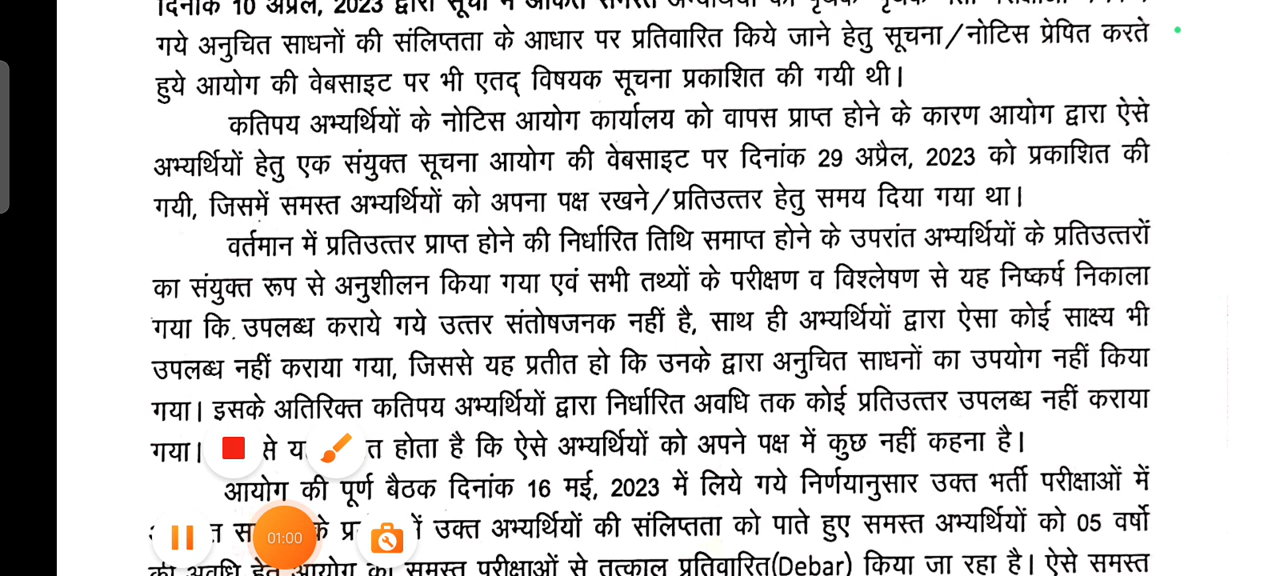 दिनांक 10 अप्रैल, 2023 द्वारा सूची में अंकित समस्त अभ्यर्थियों को पृथक-पृथक
गये अनुचित साधनों की संलिप्तता के आधार पर प्रतिवारित किये जाने हेतु सूचना/नोटिस प्रेषित करते
हुये आयोग की वेबसाइट पर भी एतद् विषयक सूचना प्रकाशित की गयी थी।
कतिपय अभ्यर्थियों के नोटिस आयोग कार्यालय को वापस प्राप्त होने के कारण आयोग द्वारा ऐसे
अभ्यर्थियों हेतु एक संयुक्त सूचना आयोग की वेबसाइट पर दिनांक 29 अप्रैल, 2023 को प्रकाशित की
गयी, जिसमें समस्त अभ्यर्थियों को अपना पक्ष रखने/प्रतिउत्तर हेतु समय दिया गया था।
वर्तमान में प्रतिउत्तर प्राप्त होने की निर्धारित तिथि समाप्त होने के उपरांत अभ्यर्थियों के प्रतिउत्तरों
का संयुक्त रूप से अनुशीलन किया गया एवं सभी तथ्यों के परीक्षण व विश्लेषण से यह निष्कर्ष निकाला
गया कि उपलब्ध कराये गये उत्तर संतोषजनक नहीं है, साथ ही अभ्यर्थियों द्वारा ऐसा कोई साक्ष्य भी
उपलब्ध नहीं कराया गया, जिससे यह प्रतीत हो कि उनके द्वारा अनुचित साधनों का उपयोग नहीं किया
गया। इसके अतिरिक्त कतिपय अभ्यर्थियों द्वारा निर्धारित अवधि तक कोई प्रतिउत्तर उपलब्ध नहीं कराया
गया। होता है कि ऐसे अभ्यर्थियों को अपने पक्ष में कुछ नहीं कहना है।
आयोग की पूर्ण बैठक दिनांक 16 मई, 2023 में लिये गये निर्णयानुसार उक्त भर्ती परीक्षाओं में
उक्त अभ्यर्थियों की संलिप्तता को पाते हुए समस्त अभ्यर्थियों को 05 वर्षो
01:00
की अवधि हेतु आयोग की समस्त परीक्षाओं से तत्काल प्रतिवारित(Debar) किया जा रहा है। ऐसे समस्त